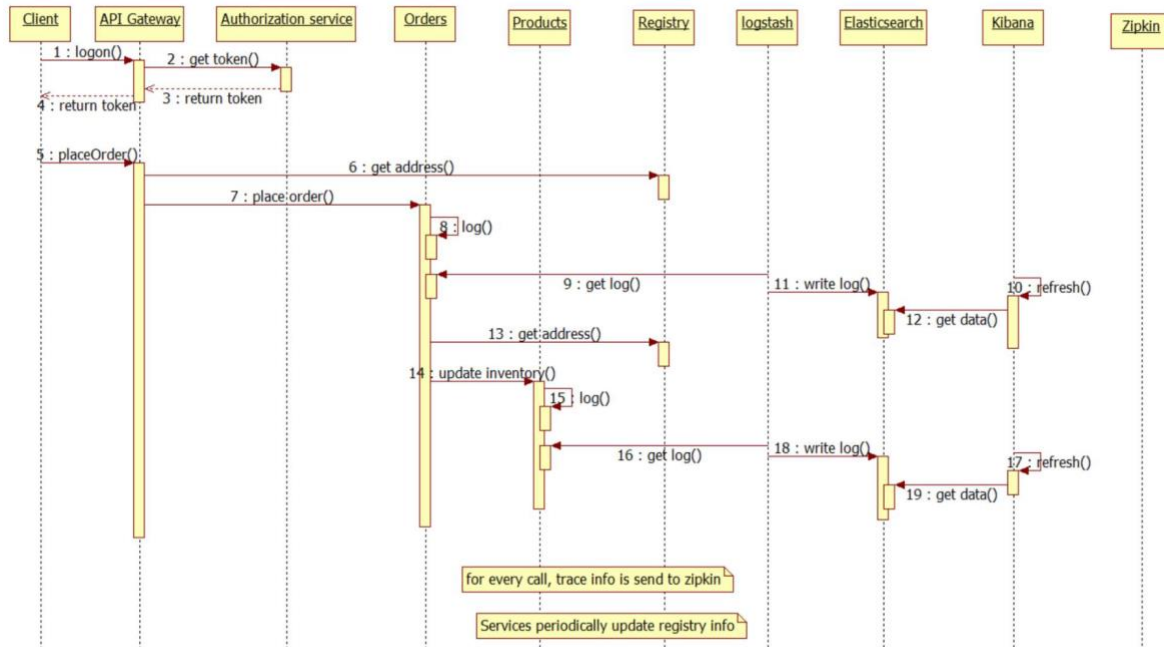 Client
API Gateway
Authorization service
Orders
Products
Registry
logstash
Elasticsearch
Kibana
Zipkin
1 : logon()
2 : get token()
3 : return token
4 : return token
5 : placeOrder()
6 : get address()
7 : place order()
8 : log()
9 : get log()
11 : write log()
10 : refresh()
12 : get data()
13 : get address()
14 : update inventory()
15 : log()
16 : get log()
18 : write log()
17 : refresh()
19 : get data()
for every call, trace info is send to zipkin
Services periodically update registry info